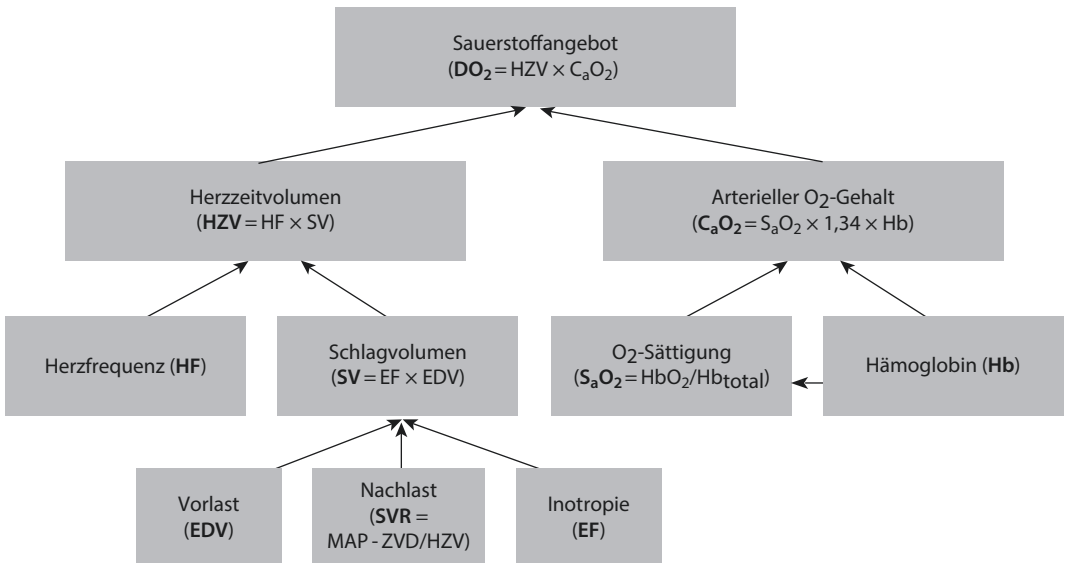 Sauerstoffangebot
(DO₂ = HZV × CₐO₂)
Herzzeitvolumen
(HZV = HF × SV)
Arterieller O₂-Gehalt
(CₐO₂ = SₐO₂ × 1,34 × Hb)
Herzfrequenz (HF)
Schlagvolumen
(SV = EF × EDV)
O₂-Sättigung
(SₐO₂ = HbO₂/Hbtotal)
Hämoglobin (Hb)
Vorlast
(EDV)
Nachlast
(SVR =
MAP - ZVD/HZV)
Inotropie
(EF)